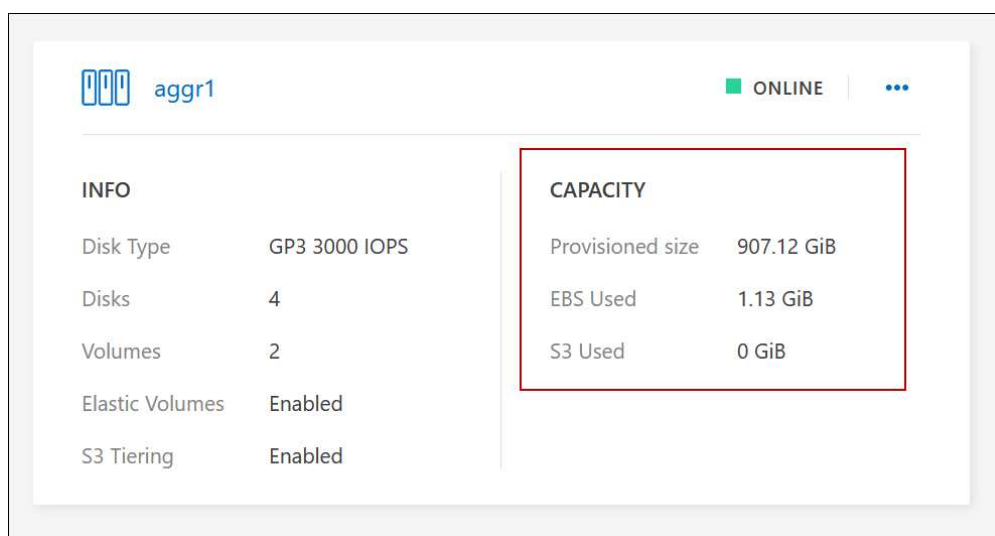 aggr1
ONLINE
INFO
Disk Type GP3 3000 IOPS
Disks 4
Volumes 2
Elastic Volumes Enabled
S3 Tiering Enabled
CAPACITY
Provisioned size 907.12 GiB
EBS Used 1.13 GiB
S3 Used 0 GiB